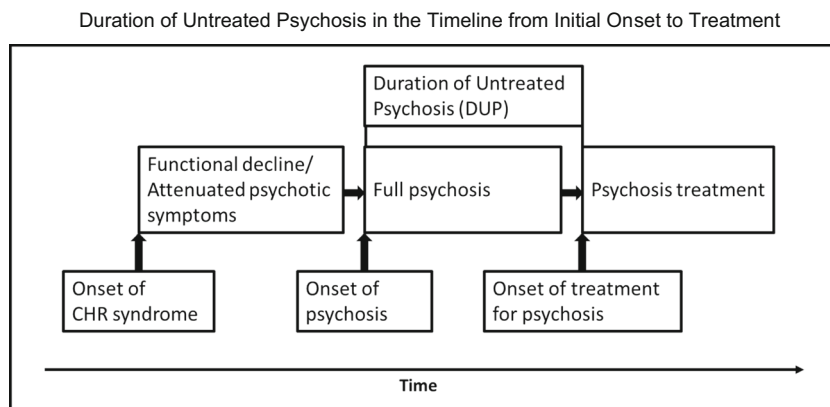 Duration of Untreated Psychosis in the Timeline from Initial Onset to Treatment
Duration of Untreated
Psychosis (DUP)
Functional decline/
Attenuated psychotic
symptoms
Full psychosis
Psychosis treatment
Onset of
CHR syndrome
Onset of
psychosis
Onset of treatment
for psychosis
Time